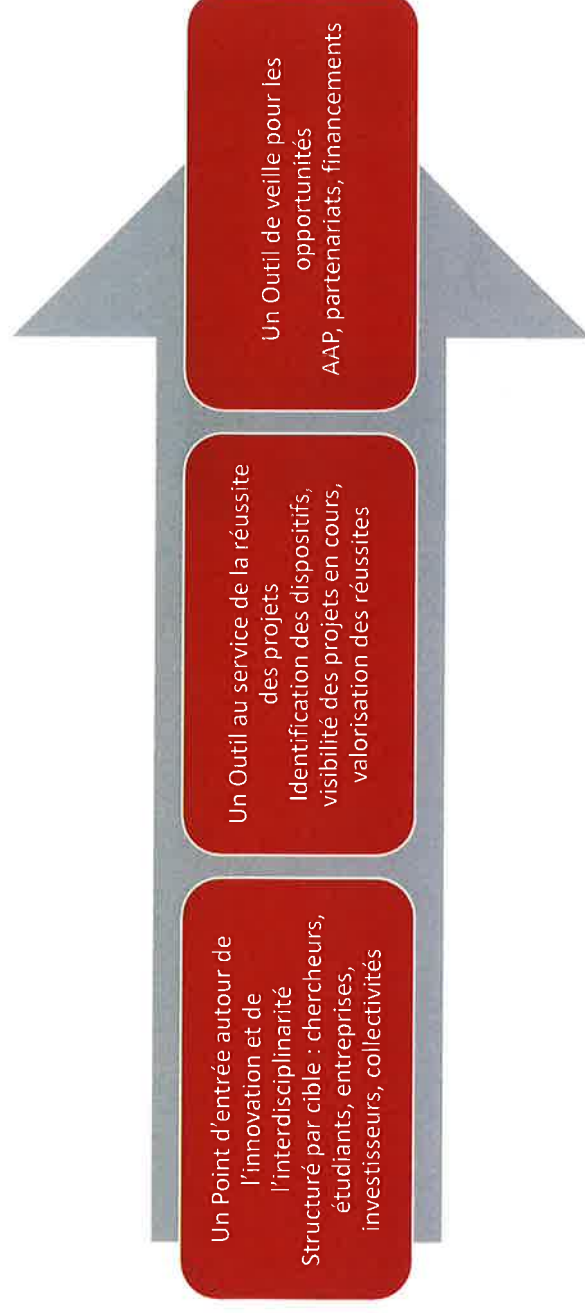 Un Point d'entrée autour de
l'innovation et de
l'interdisciplinarité
Structuré par cible : chercheurs,
étudiants, entreprises,
investisseurs, collectivités
Un Outil au service de la réussite
des projets
Identification des dispositifs,
visibilité des projets en cours,
valorisation des réussites
Un Outil de veille pour les
opportunités
AAP, partenariats, financements